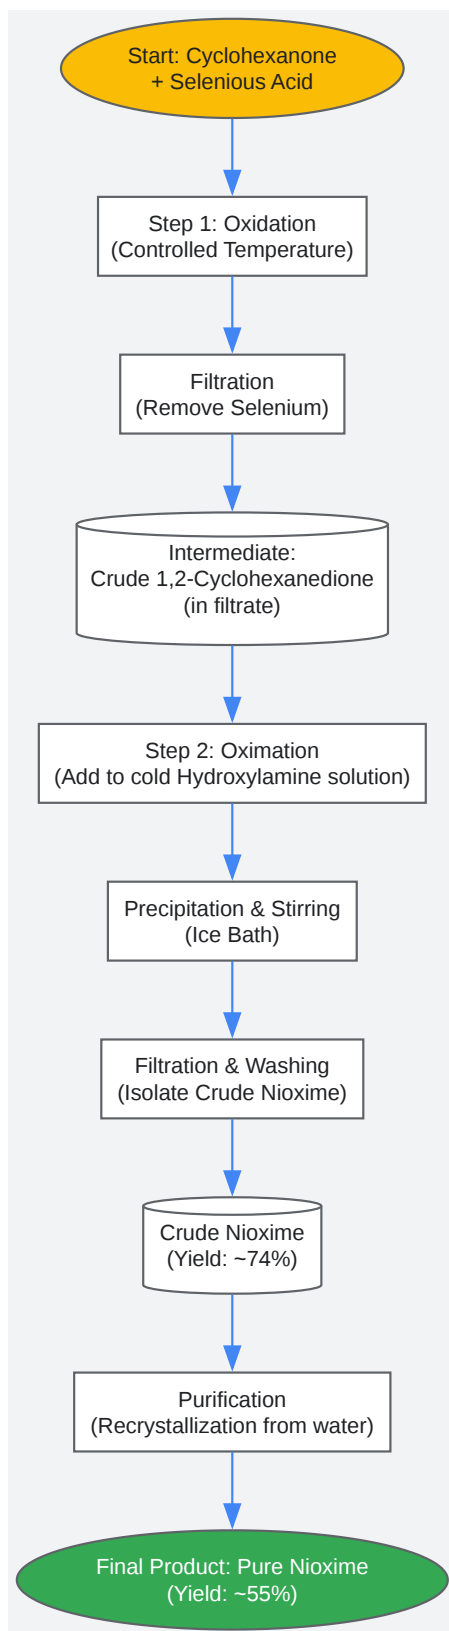 Start: Cyclohexanone
+ Selenious Acid
Step 1: Oxidation
(Controlled Temperature)
Filtration
(Remove Selenium)
Intermediate:
Crude 1,2-Cyclohexanedione
(in filtrate)
Step 2: Oximation
(Add to cold Hydroxylamine solution)
Precipitation & Stirring
(Ice Bath)
Filtration & Washing
(Isolate Crude Nioxime)
Crude Nioxime
(Yield: ~74%)
Purification
(Recrystallization from water)
Final Product: Pure Nioxime
(Yield: ~55%)